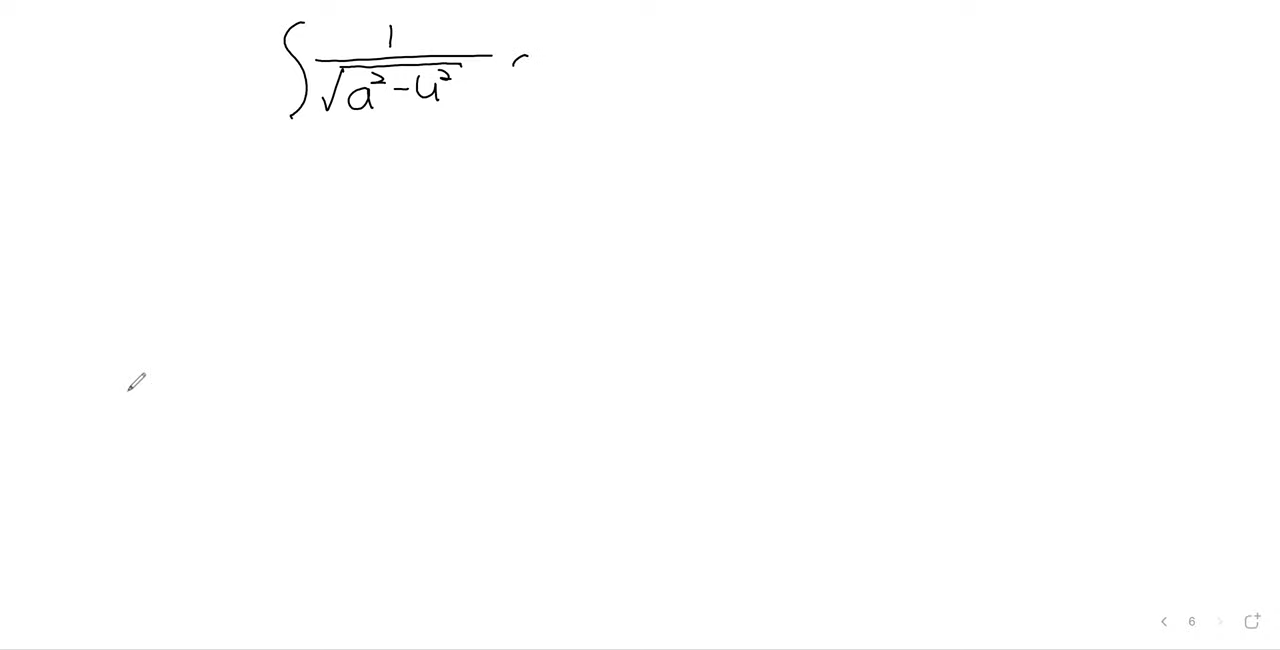 ∫ 1/√(a² - u²)
6